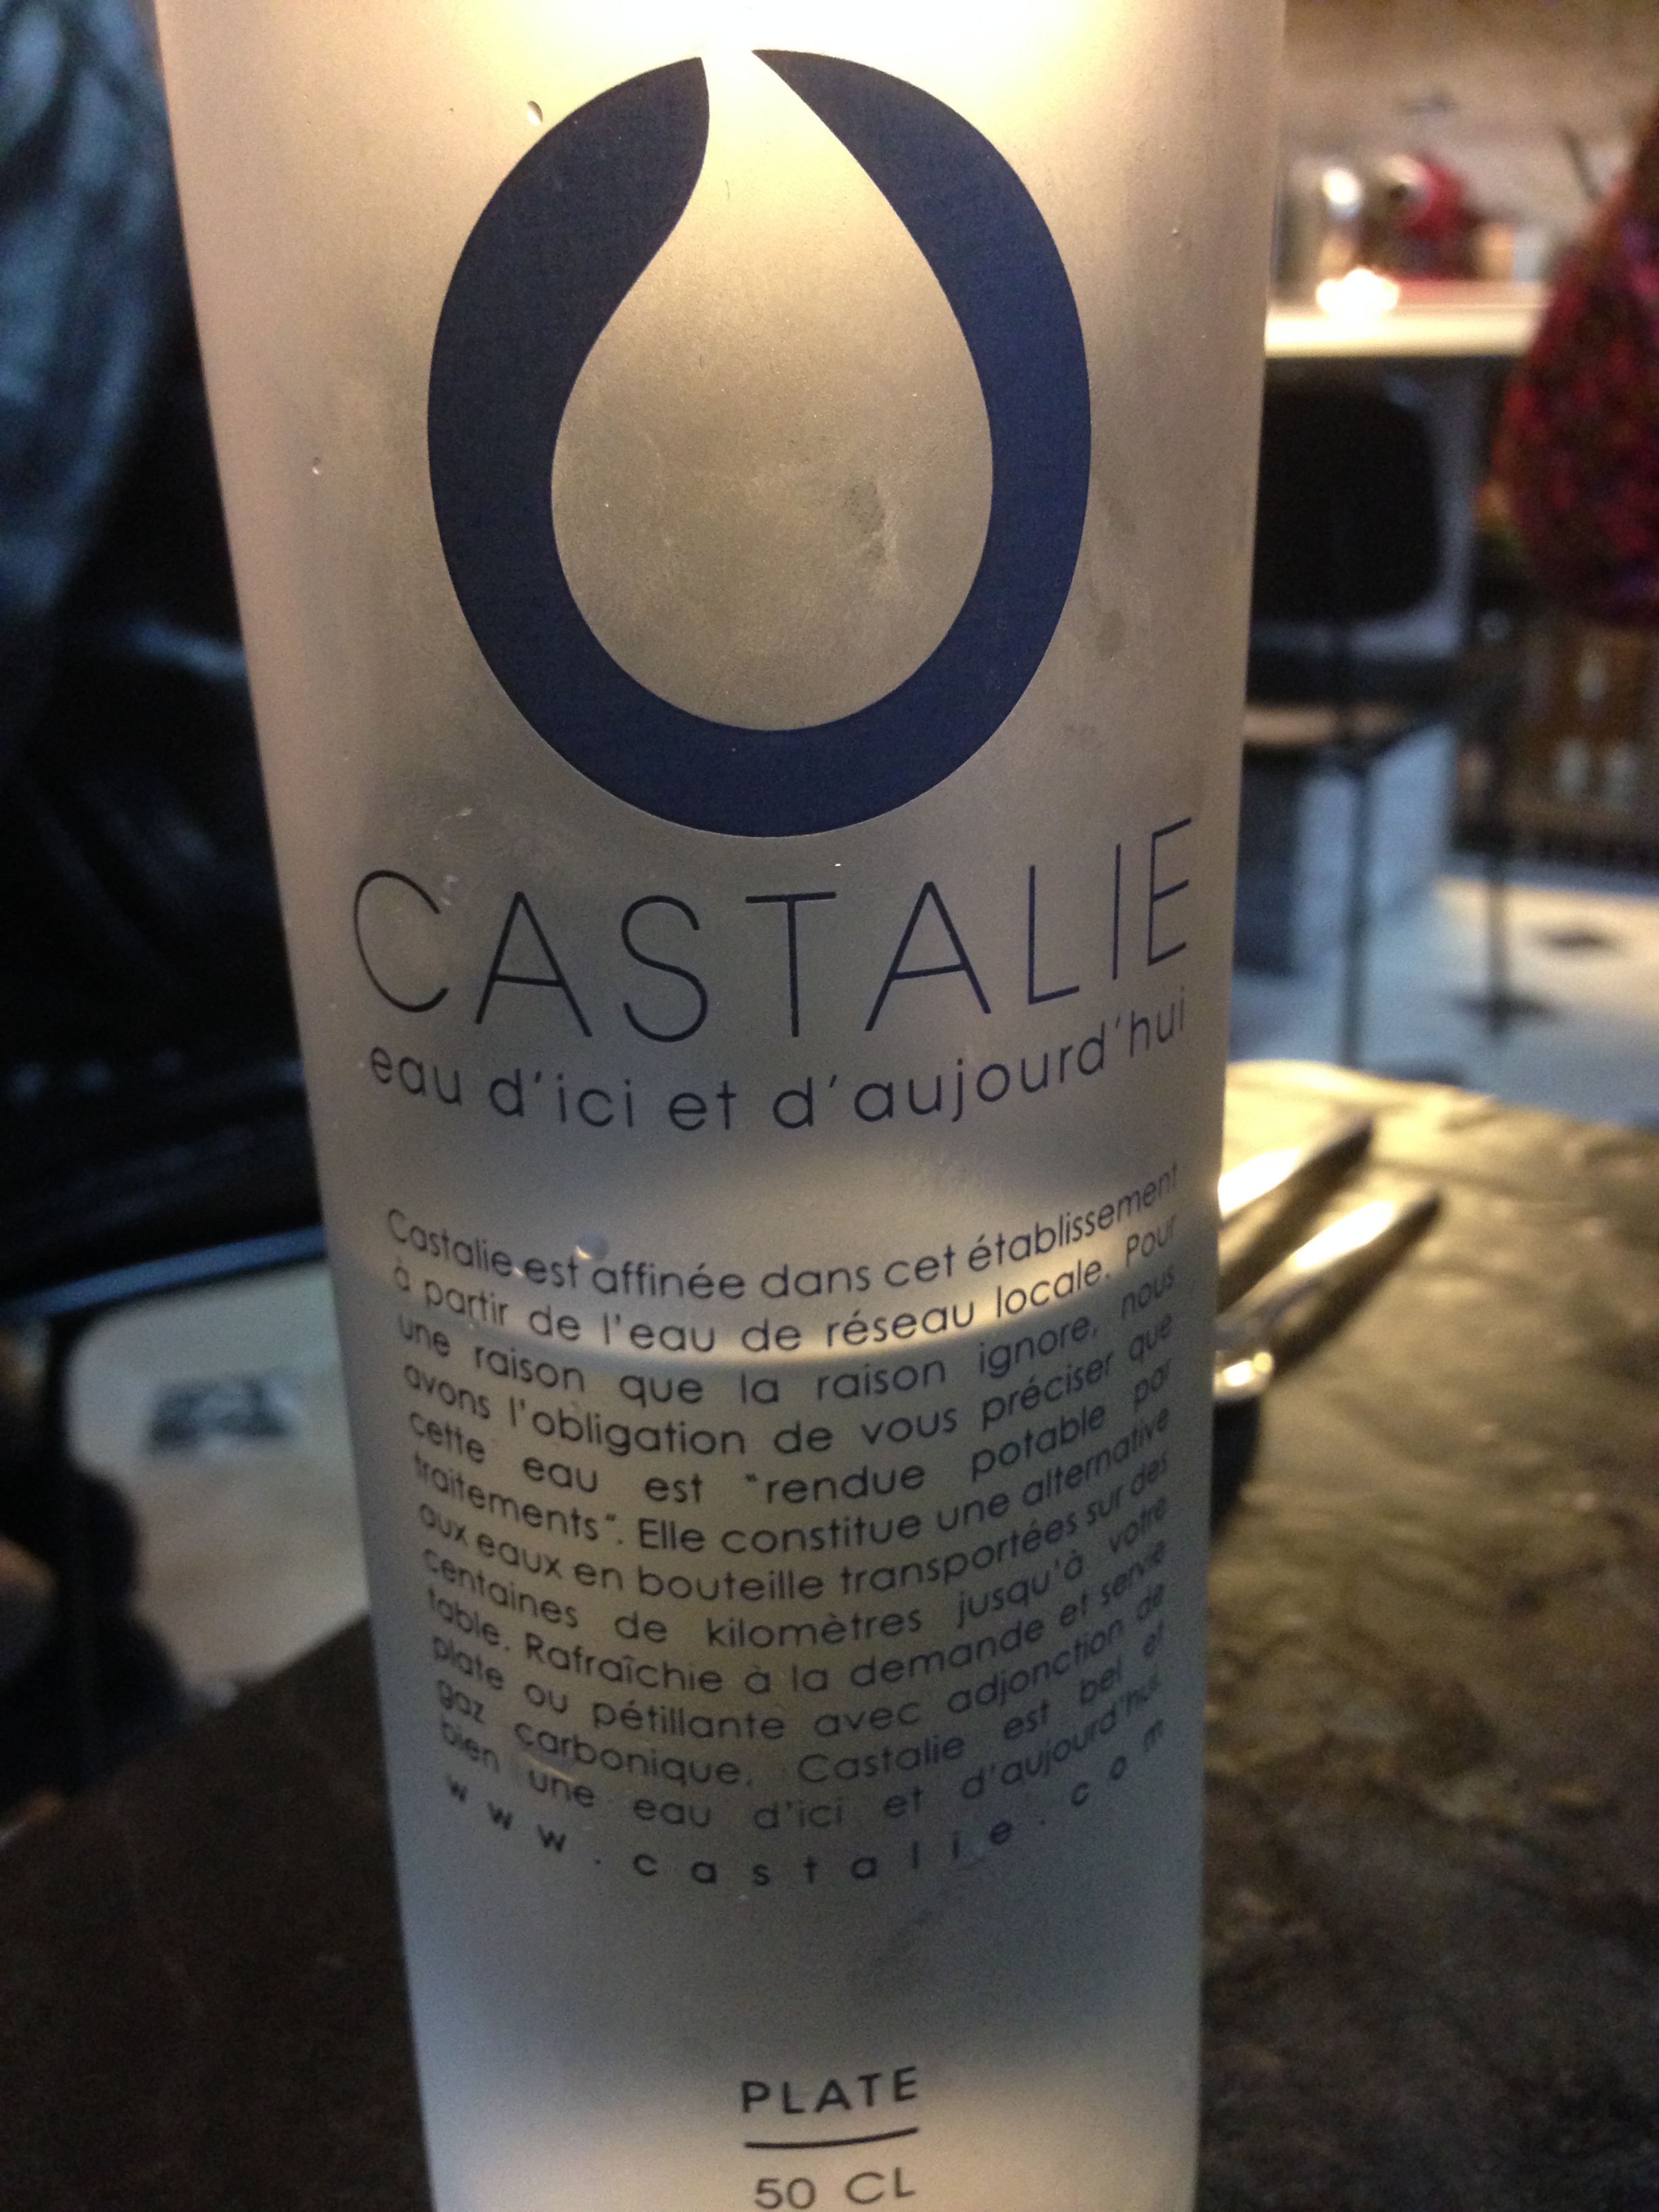 CASTALIE
eau d'ici et d'aujourd'hui
Castalie est affinée dans cet établissement
à partir de l'eau de réseau locale. Pour
une raison que la raison ignore, nous
avons l'obligation de vous préciser que
cette eau est "rendue potable par
traitements". Elle constitue une alternative
aux eaux en bouteille transportées sur des
centaines de kilomètres jusqu'à votre
table. Rafraîchie à la demande et servie
plate ou pétillante avec adjonction de
gaz carbonique, Castalie est bel et
bien une eau d'ici et d'aujourd'hui.
www.castalie.com
PLATE
50 CL